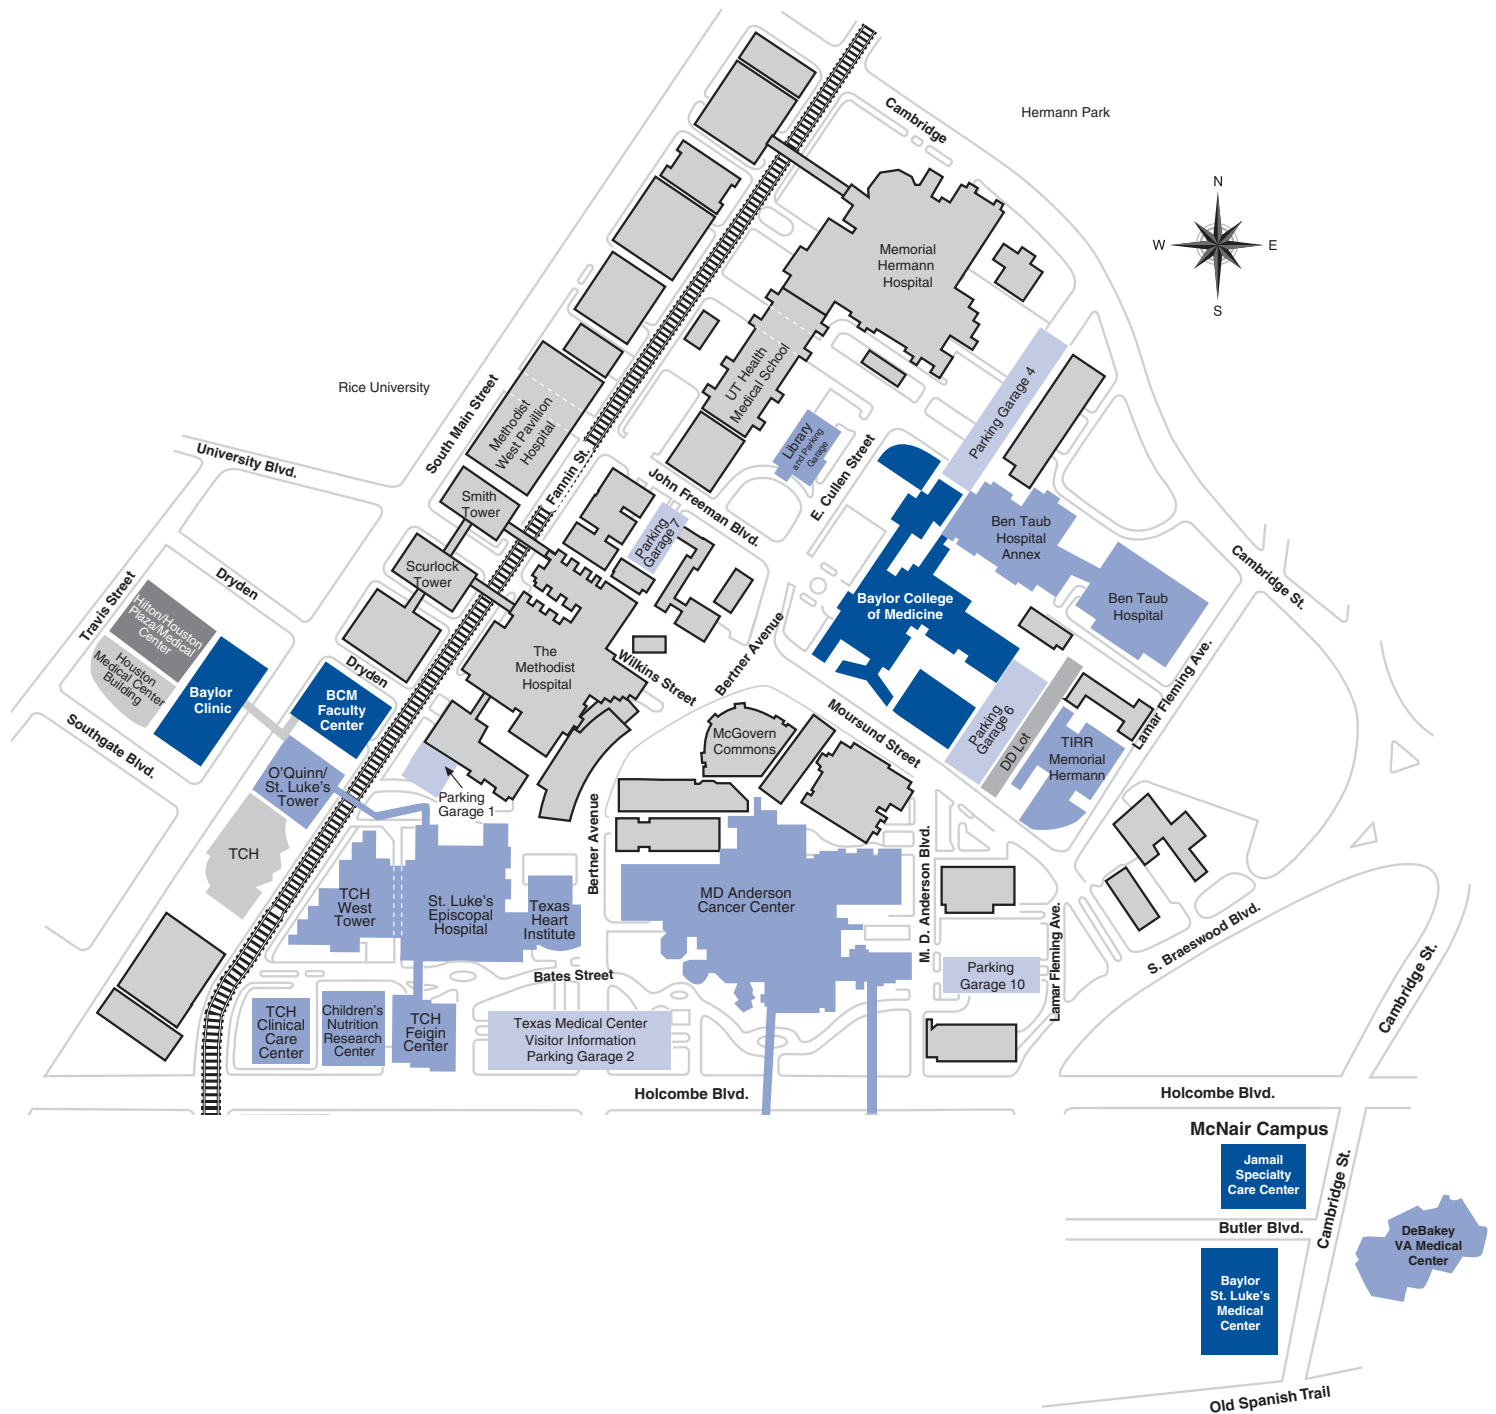 Cambridge
Hermann Park
N
W
E
S
Memorial
Hermann
Hospital
Rice University
South Main Street
Methodist
West Pavillion
Hospital
UT Health
Medical School
Parking Garage 4
Library
and Parking
Garage
E. Cullen Street
University Blvd.
Fannin St.
Smith
Tower
John Freeman Blvd.
Parking
Garage 7
Ben Taub
Hospital
Annex
Cambridge St.
Scurlock
Tower
Dryden
Travis Street
Hilton/Houston
Plaza/Medical
Center
Houston
Medical Center
Building
Baylor College
of Medicine
Ben Taub
Hospital
The
Methodist
Hospital
Wilkins Street
Bertner Avenue
Dryden
Baylor
Clinic
BCM
Faculty
Center
Southgate Blvd.
Moursund Street
McGovern
Commons
Parking
Garage 6
DD Lot
TIRR
Memorial
Hermann
Lamar Fleming Ave.
O'Quinn/
St. Luke's
Tower
Parking
Garage 1
TCH
Bertner Avenue
TCH
West
Tower
St. Luke's
Episcopal
Hospital
Texas
Heart
Institute
MD Anderson
Cancer Center
M. D. Anderson Blvd.
Lamar Fleming Ave.
S. Braeswood Blvd.
Cambridge St.
Bates Street
Parking
Garage 10
TCH
Clinical
Care
Center
Children's
Nutrition
Research
Center
TCH
Feigin
Center
Texas Medical Center
Visitor Information
Parking Garage 2
Holcombe Blvd.
Holcombe Blvd.
McNair Campus
Jamail
Specialty
Care Center
Cambridge St.
Butler Blvd.
DeBakey
VA Medical
Center
Baylor
St. Luke's
Medical
Center
Old Spanish Trail